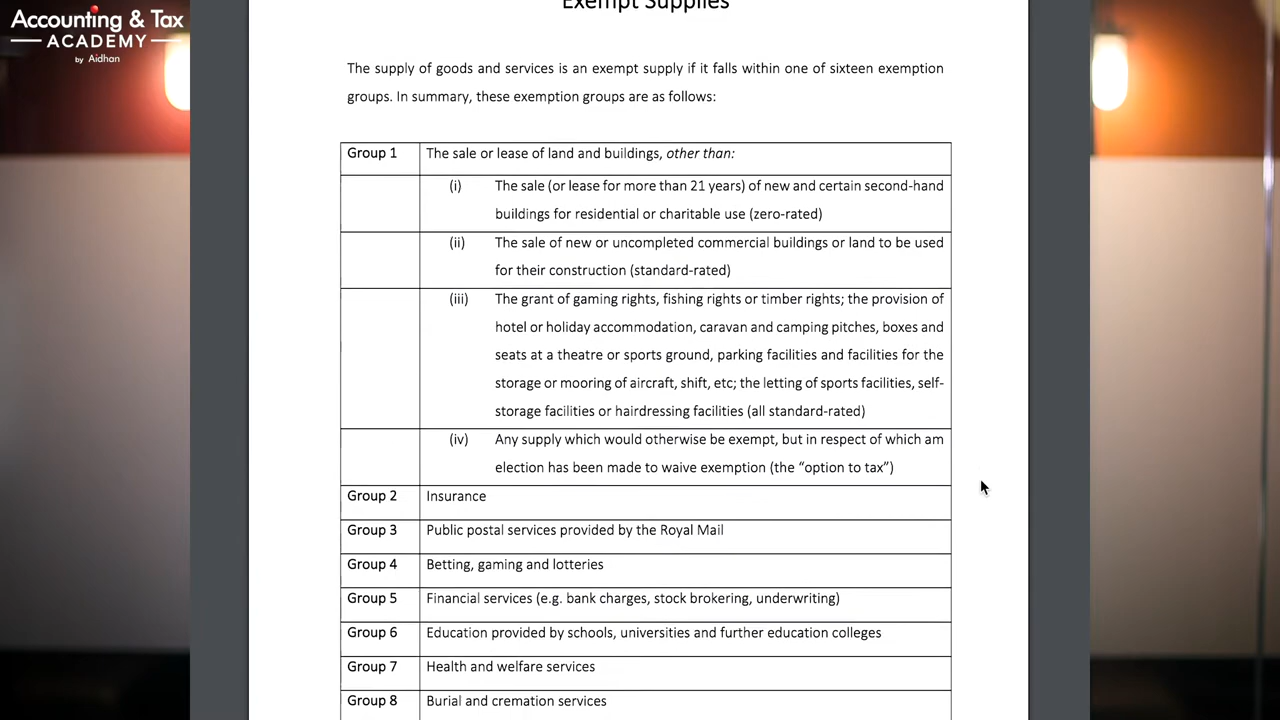 Accounting & Tax
ACADEMY
by Aidhan
Exempt Supplies
The supply of goods and services is an exempt supply if it falls within one of sixteen exemption
groups. In summary, these exemption groups are as follows:
Group 1 The sale or lease of land and buildings, other than:
(i) The sale (or lease for more than 21 years) of new and certain second-hand
buildings for residential or charitable use (zero-rated)
(ii) The sale of new or uncompleted commercial buildings or land to be used
for their construction (standard-rated)
(iii) The grant of gaming rights, fishing rights or timber rights; the provision of
hotel or holiday accommodation, caravan and camping pitches, boxes and
seats at a theatre or sports ground, parking facilities and facilities for the
storage or mooring of aircraft, shift, etc; the letting of sports facilities, self-
storage facilities or hairdressing facilities (all standard-rated)
(iv) Any supply which would otherwise be exempt, but in respect of which am
election has been made to waive exemption (the “option to tax”)
Group 2 Insurance
Group 3 Public postal services provided by the Royal Mail
Group 4 Betting, gaming and lotteries
Group 5 Financial services (e.g. bank charges, stock brokering, underwriting)
Group 6 Education provided by schools, universities and further education colleges
Group 7 Health and welfare services
Group 8 Burial and cremation services